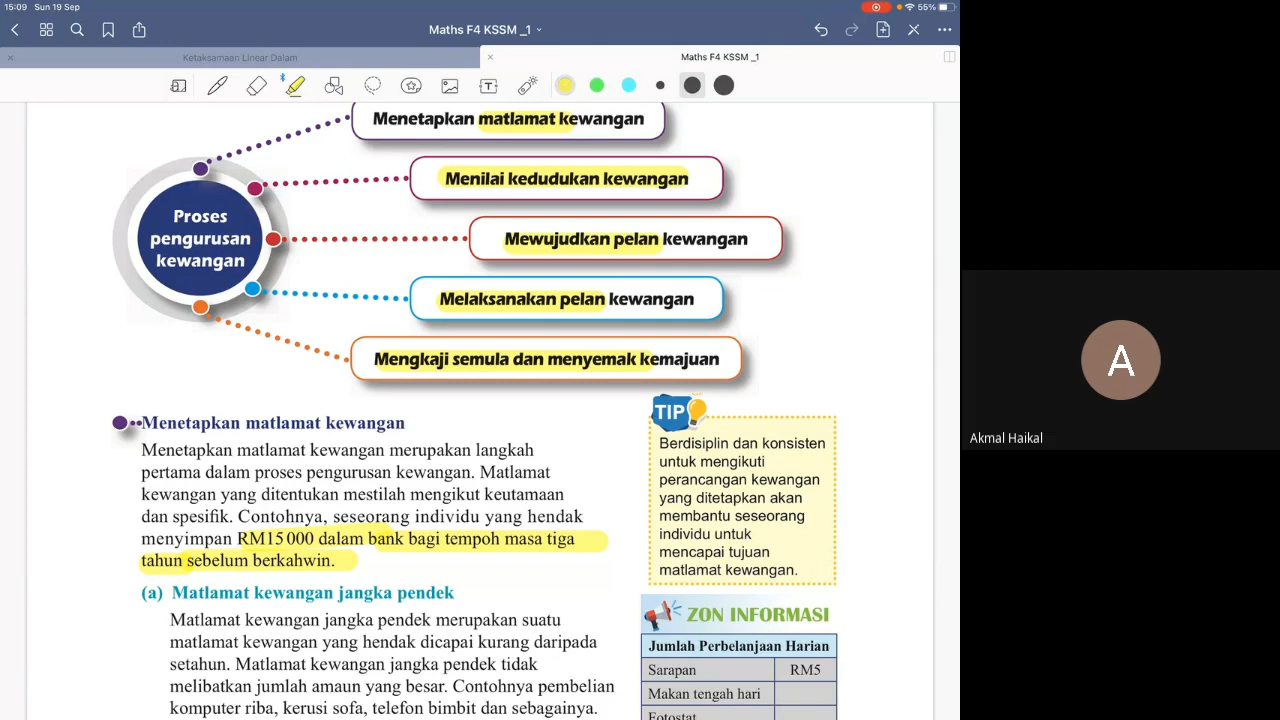 15:09 Sun 19 Sep
55%
Maths F4 KSSM _1
Ketaksamaan Linear Dalam
Maths F4 KSSM _1
Menetapkan matlamat kewangan
Menilai kedudukan kewangan
Proses
pengurusan
kewangan
Mewujudkan pelan kewangan
Melaksanakan pelan kewangan
Mengkaji semula dan menyemak kemajuan
Menetapkan matlamat kewangan
Menetapkan matlamat kewangan merupakan langkah
pertama dalam proses pengurusan kewangan. Matlamat
kewangan yang ditentukan mestilah mengikut keutamaan
dan spesifik. Contohnya, seseorang individu yang hendak
menyimpan RM15 000 dalam bank bagi tempoh masa tiga
tahun sebelum berkahwin.
(a) Matlamat kewangan jangka pendek
Matlamat kewangan jangka pendek merupakan suatu
matlamat kewangan yang hendak dicapai kurang daripada
setahun. Matlamat kewangan jangka pendek tidak
melibatkan jumlah amaun yang besar. Contohnya pembelian
komputer riba, kerusi sofa, telefon bimbit dan sebagainya.
TIP
Berdisiplin dan konsisten
untuk mengikuti
perancangan kewangan
yang ditetapkan akan
membantu seseorang
individu untuk
mencapai tujuan
matlamat kewangan.
ZON INFORMASI
Jumlah Perbelanjaan Harian
Sarapan RM5
Makan tengah hari
Fotostat
A
Akmal Haikal